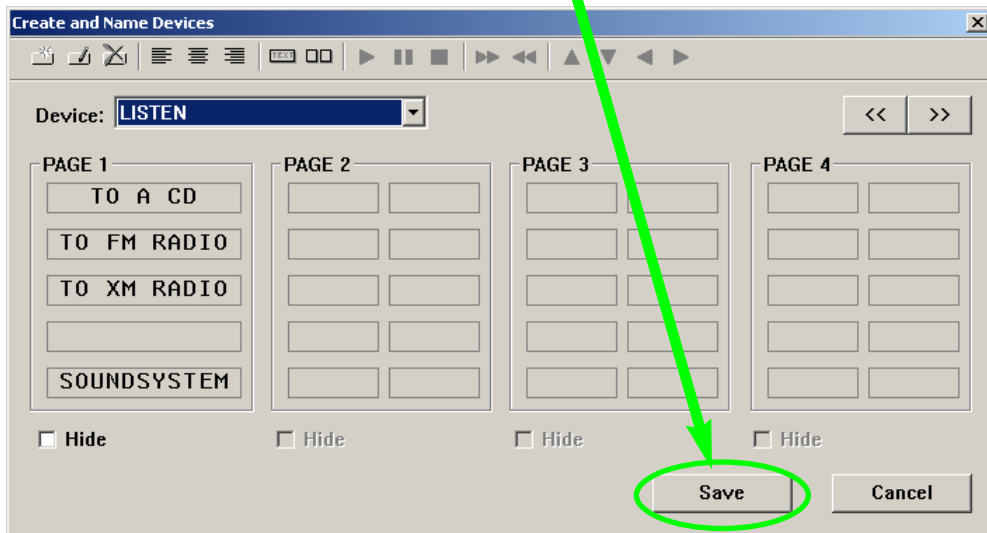 Create and Name Devices
TEXT
Device: LISTEN << >>
PAGE 1 PAGE 2 PAGE 3 PAGE 4
TO A CD
TO FM RADIO
TO XM RADIO
SOUNDSYSTEM
Hide Hide Hide Hide
Save Cancel